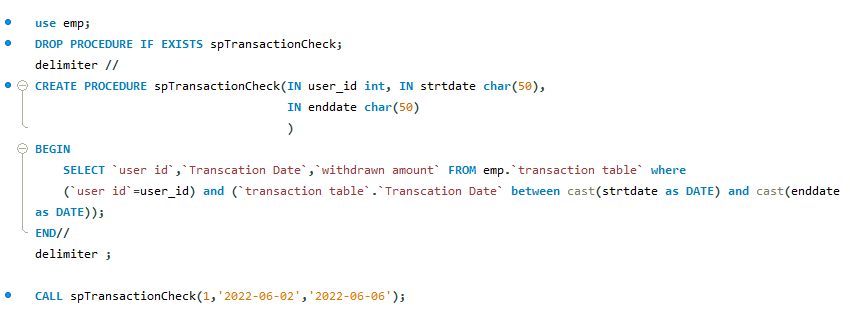 use emp;
DROP PROCEDURE IF EXISTS spTransactionCheck;
delimiter //
CREATE PROCEDURE spTransactionCheck(IN user_id int, IN strtdate char(50),
IN enddate char(50)
)
BEGIN
SELECT `user id`,`Transcation Date`,`withdrawn amount` FROM emp.`transaction table` where
(`user id`=user_id) and (`transaction table`.`Transcation Date` between cast(strtdate as DATE) and cast(enddate
as DATE));
END//
delimiter ;
CALL spTransactionCheck(1,'2022-06-02','2022-06-06');